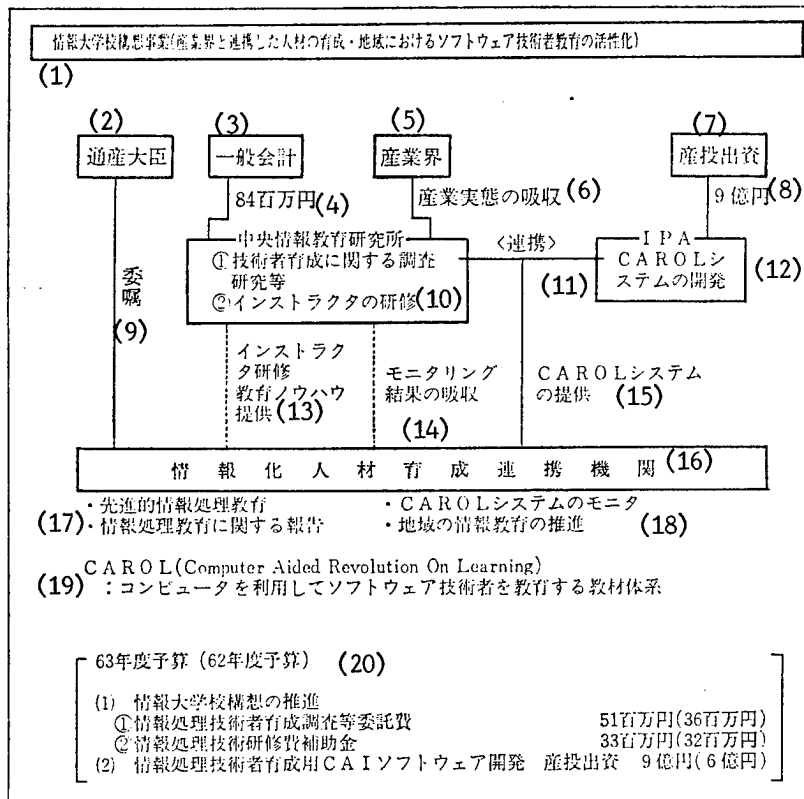 情報大学校構想事業(産業界と連携した人材の育成・地域におけるソフトウェア技術者教育の活性化)
(1)
(2) (3) (5) (7)
通産大臣 一般会計 産業界 産投出資
84百万円(4) 産業実態の吸収(6) 9億円(8)
中央情報教育研究所 〈連携〉 IPA
①技術者育成に関する調査 CAROLシ
研究等 ステムの開発 (12)
②インストラクタの研修(10) (11)
委嘱
(9)
インストラク
タ研修
教育ノウハウ
提供(13)
モニタリング
結果の吸収
(14)
CAROLシステム
の提供 (15)
情報化人材育成連携機関(16)
・先進的情報処理教育 ・CAROLシステムのモニタ
(17)・情報処理教育に関する報告 ・地域の情報教育の推進 (18)
CAROL(Computer Aided Revolution On Learning)
(19) :コンピュータを利用してソフトウェア技術者を教育する教材体系
63年度予算(62年度予算) (20)
(1) 情報大学校構想の推進
①情報処理技術者育成調査等委託費 51百万円(36百万円)
②情報処理技術研修費補助金 33百万円(32百万円)
(2) 情報処理技術者育成用CAIソフトウェア開発 産投出資 9億円(6億円)